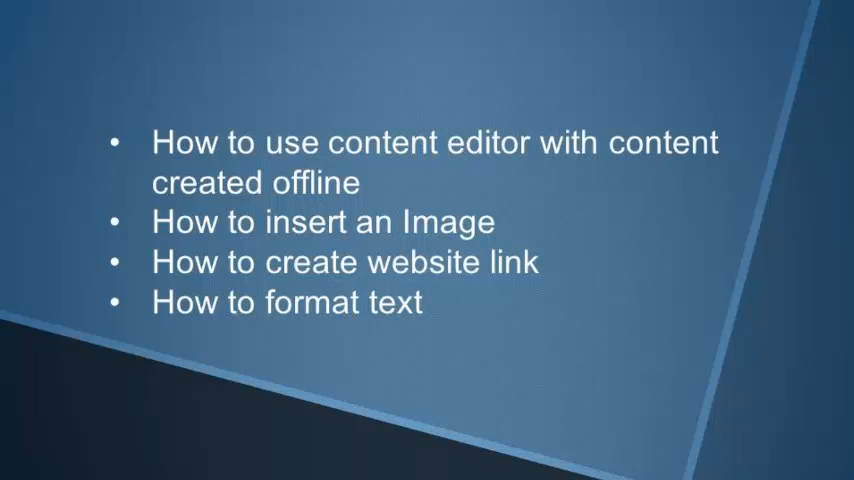 • How to use content editor with content
created offline
• How to insert an Image
• How to create website link
• How to format text